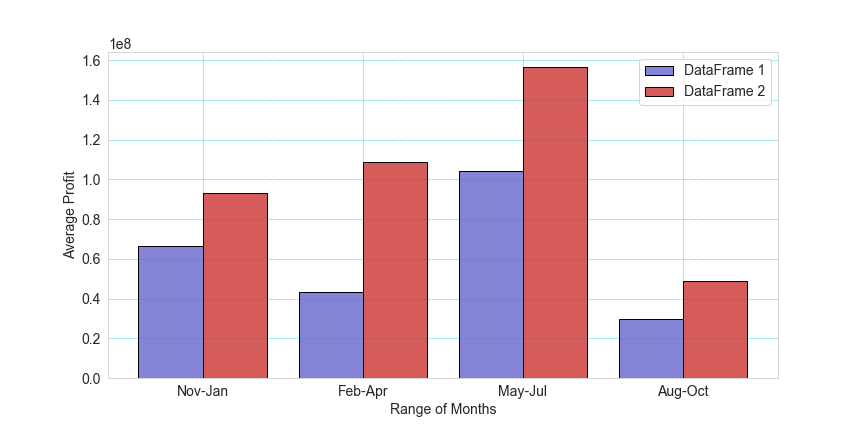 1e8
1.6
1.4
1.2
1.0
0.8
0.6
0.4
0.2
0.0
Average Profit
DataFrame 1
DataFrame 2
Nov-Jan
Feb-Apr
May-Jul
Aug-Oct
Range of Months